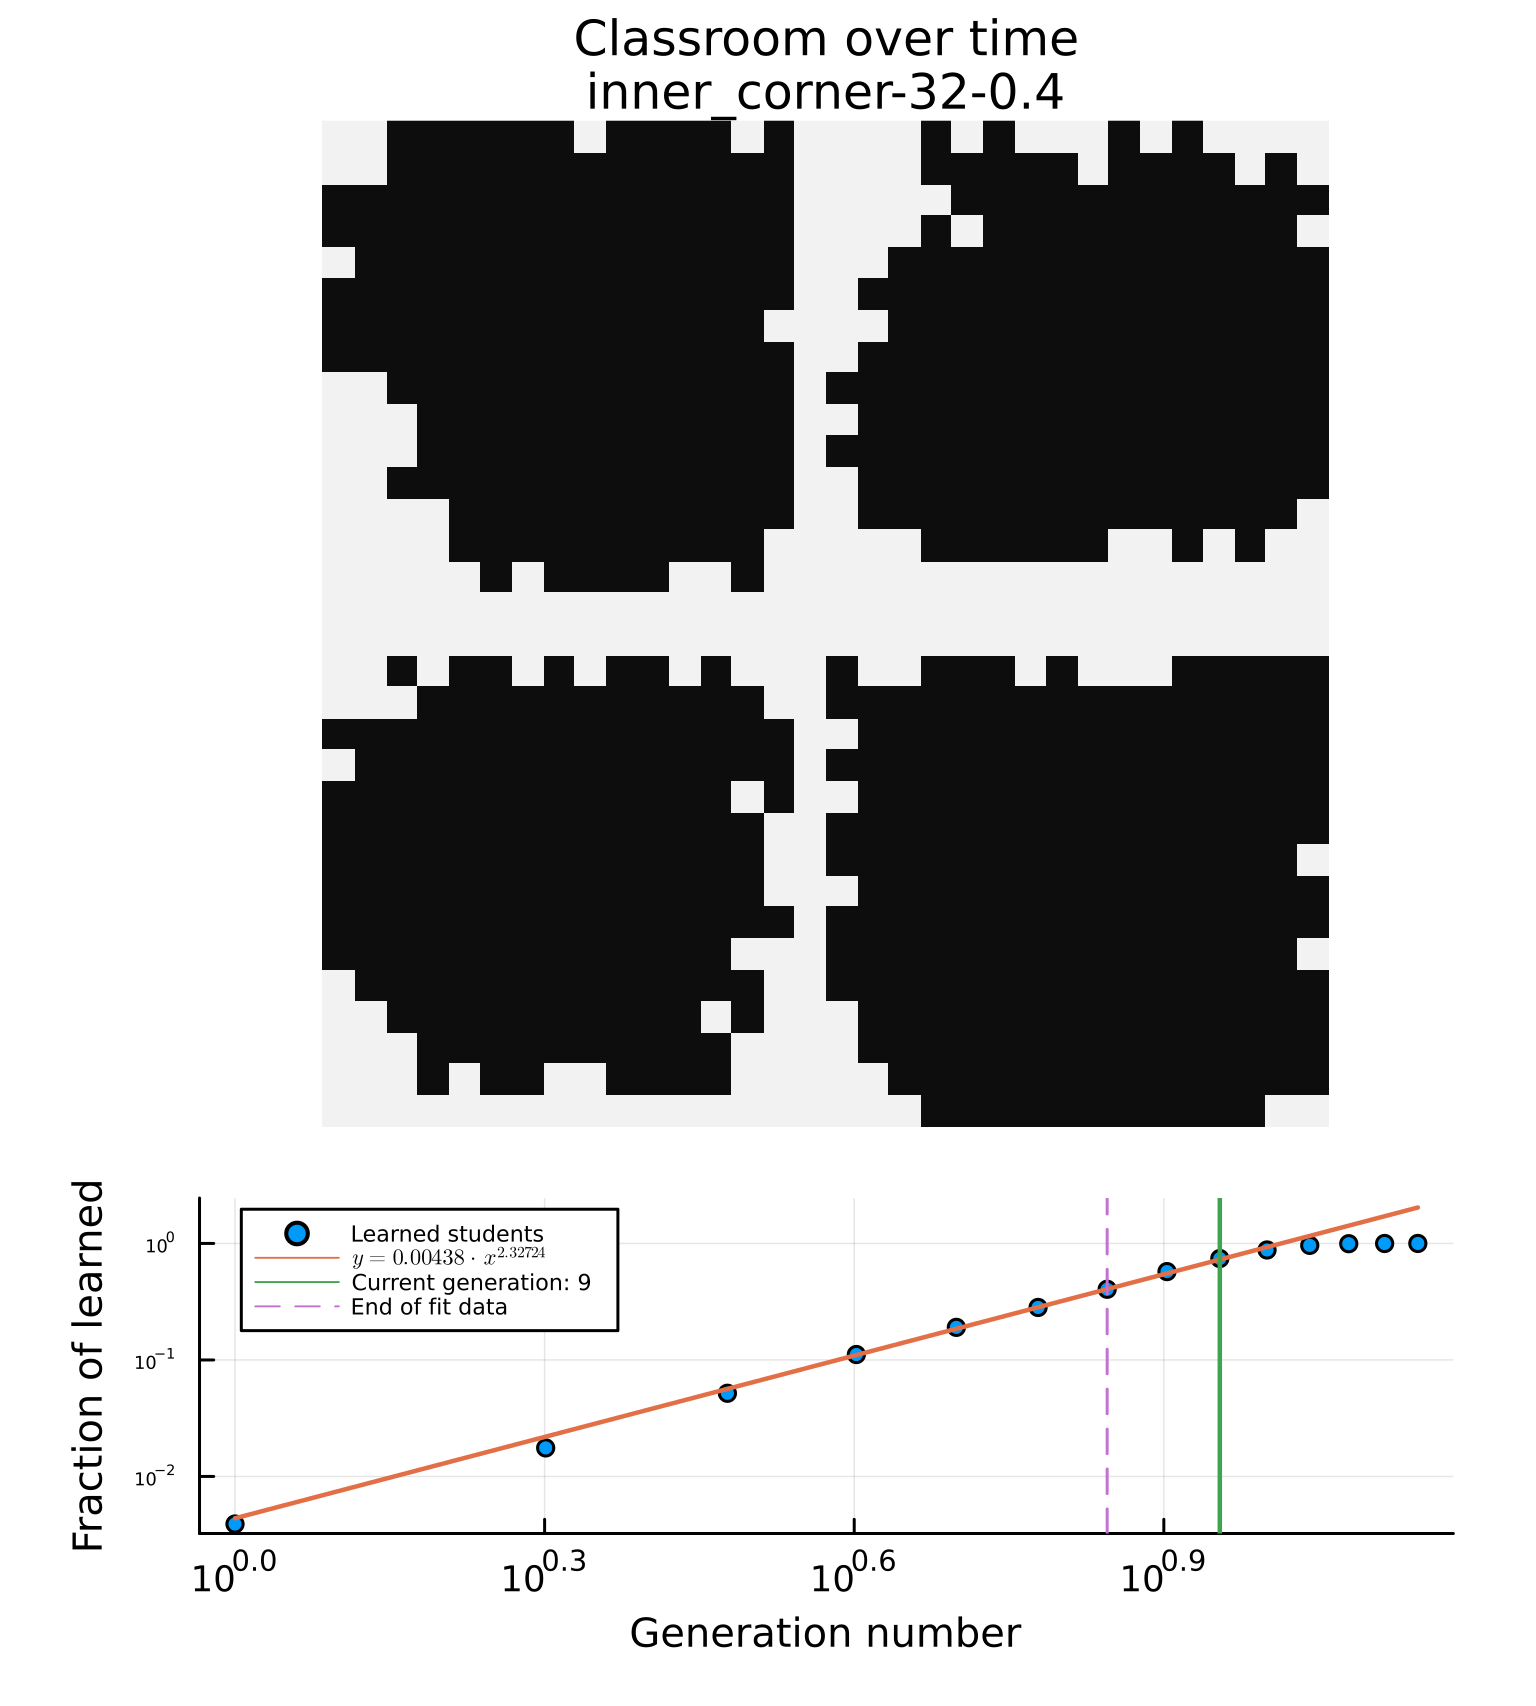 Classroom over time
inner_corner-32-0.4
Fraction of learned
10⁰
10⁻¹
10⁻²
Learned students
y = 0.00438 · x^2.32724
Current generation: 9
End of fit data
10^0.0 10^0.3 10^0.6 10^0.9
Generation number